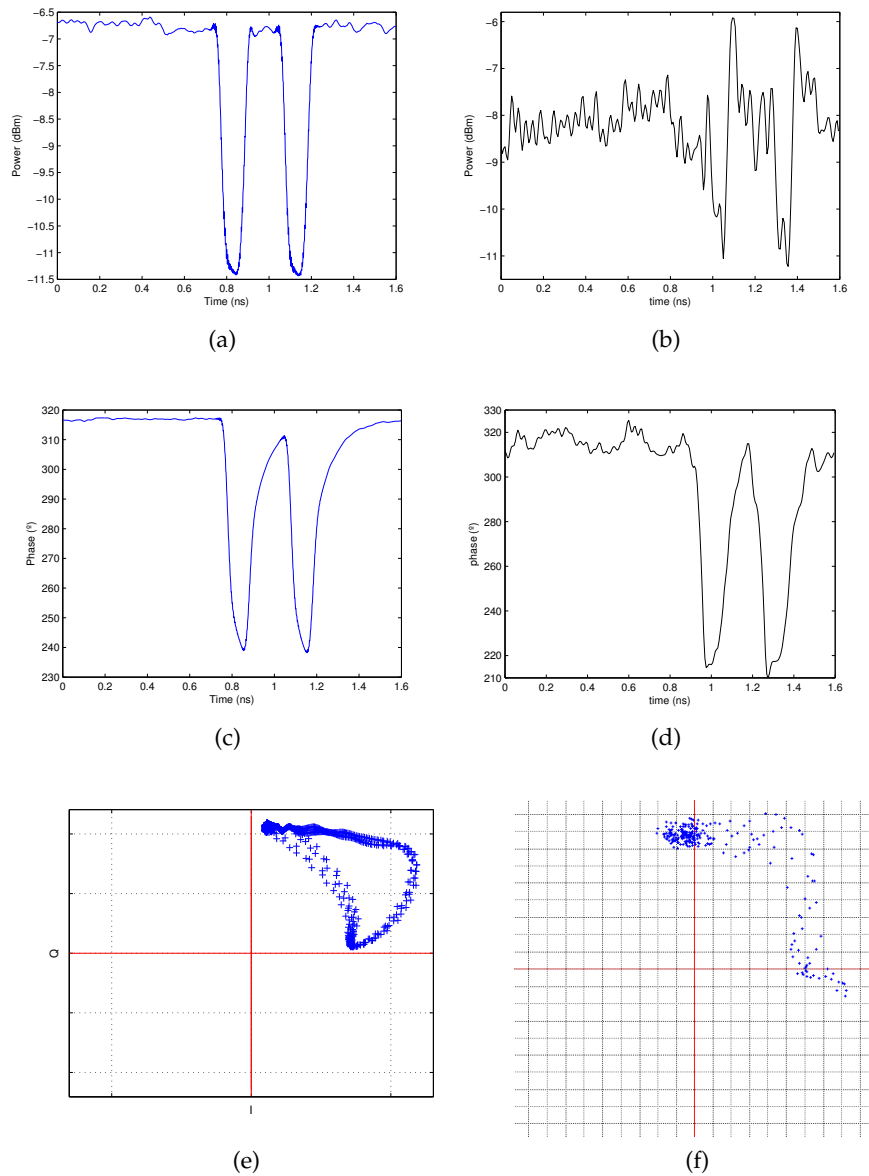 −6.5
−7
−7.5
−8
−8.5
−9
−9.5
−10
−10.5
−11
−11.5
Power (dBm)
0 0.2 0.4 0.6 0.8 1 1.2 1.4 1.6
Time (ns)
(a)
−6
−7
−8
−9
−10
−11
Power (dBm)
0 0.2 0.4 0.6 0.8 1 1.2 1.4 1.6
time (ns)
(b)
320
310
300
290
280
270
260
250
240
230
Phase (º)
0 0.2 0.4 0.6 0.8 1 1.2 1.4 1.6
Time (ns)
(c)
330
320
300
280
260
240
220
210
phase (º)
0 0.2 0.4 0.6 0.8 1 1.2 1.4 1.6
time (ns)
(d)
Q
I
(e)
(f)